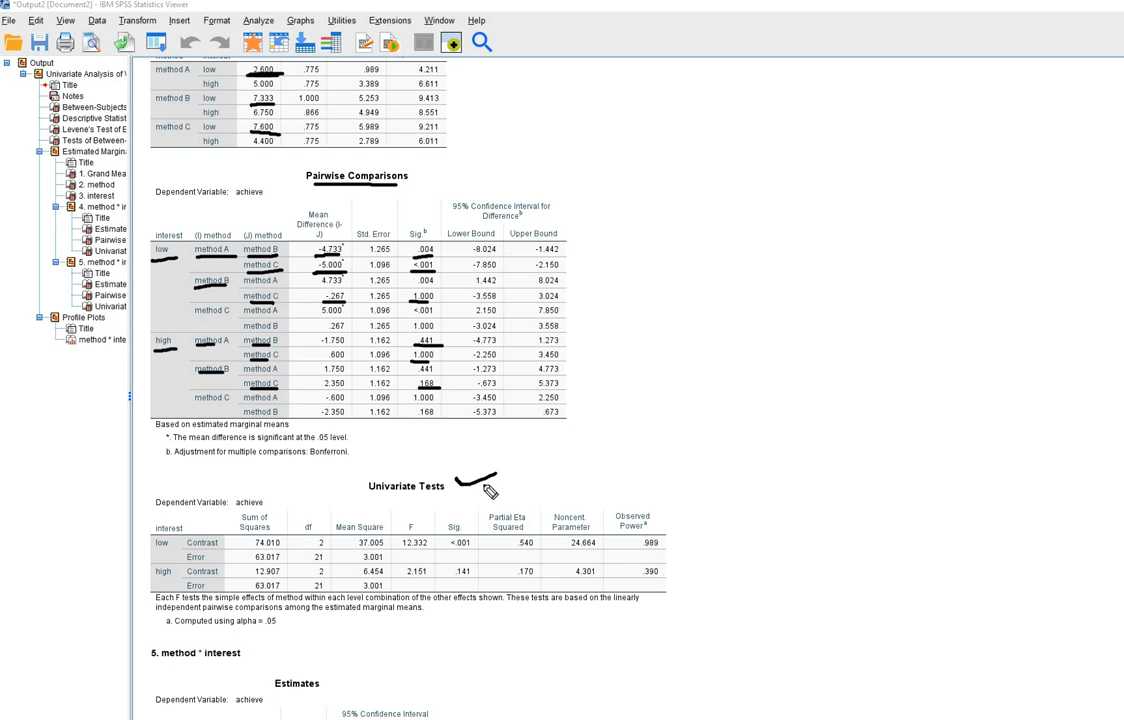 *Output2 [Document2] - IBM SPSS Statistics Viewer
File Edit View Data Transform Insert Format Analyze Graphs Utilities Extensions Window Help
Output
Univariate Analysis of V
Title
Notes
Between-Subjects
Descriptive Statist
Levene's Test of E
Tests of Between-
Estimated Margina
Title
1. Grand Mea
2. method
3. interest
4. method * ir
Title
Estimate
Pairwise
Univariat
5. method * ir
Title
Estimate
Pairwise
Univariat
Profile Plots
Title
method * inte
method A low 2.600 .775 .989 4.211
high 5.000 .775 3.389 6.611
method B low 7.333 1.000 5.253 9.413
high 6.750 .866 4.949 8.551
method C low 7.600 .775 5.989 9.211
high 4.400 .775 2.789 6.011
Pairwise Comparisons
Dependent Variable: achieve
95% Confidence Interval for Difference b
interest (I) method (J) method Mean Difference (I-J) Std. Error Sig.b Lower Bound Upper Bound
low method A method B -4.733* 1.265 .004 -8.024 -1.442
method C -5.000* 1.096 <.001 -7.850 -2.150
method B method A 4.733* 1.265 .004 1.442 8.024
method C -.267 1.265 1.000 -3.558 3.024
method C method A 5.000* 1.096 <.001 2.150 7.850
method B .267 1.265 1.000 -3.024 3.558
high method A method B -1.750 1.162 .441 -4.773 1.273
method C .600 1.096 1.000 -2.250 3.450
method B method A 1.750 1.162 .441 -1.273 4.773
method C 2.350 1.162 .168 -.673 5.373
method C method A -.600 1.096 1.000 -3.450 2.250
method B -2.350 1.162 .168 -5.373 .673
Based on estimated marginal means
*. The mean difference is significant at the .05 level.
b. Adjustment for multiple comparisons: Bonferroni.
Univariate Tests
Dependent Variable: achieve
interest Sum of Squares df Mean Square F Sig. Partial Eta Squared Noncent. Parameter Observed Power a
low Contrast 74.010 2 37.005 12.332 <.001 .540 24.664 .989
Error 63.017 21 3.001
high Contrast 12.907 2 6.454 2.151 .141 .170 4.301 .390
Error 63.017 21 3.001
Each F tests the simple effects of method within each level combination of the other effects shown. These tests are based on the linearly
independent pairwise comparisons among the estimated marginal means.
a. Computed using alpha = .05
5. method * interest
Estimates
Dependent Variable: achieve
95% Confidence Interval